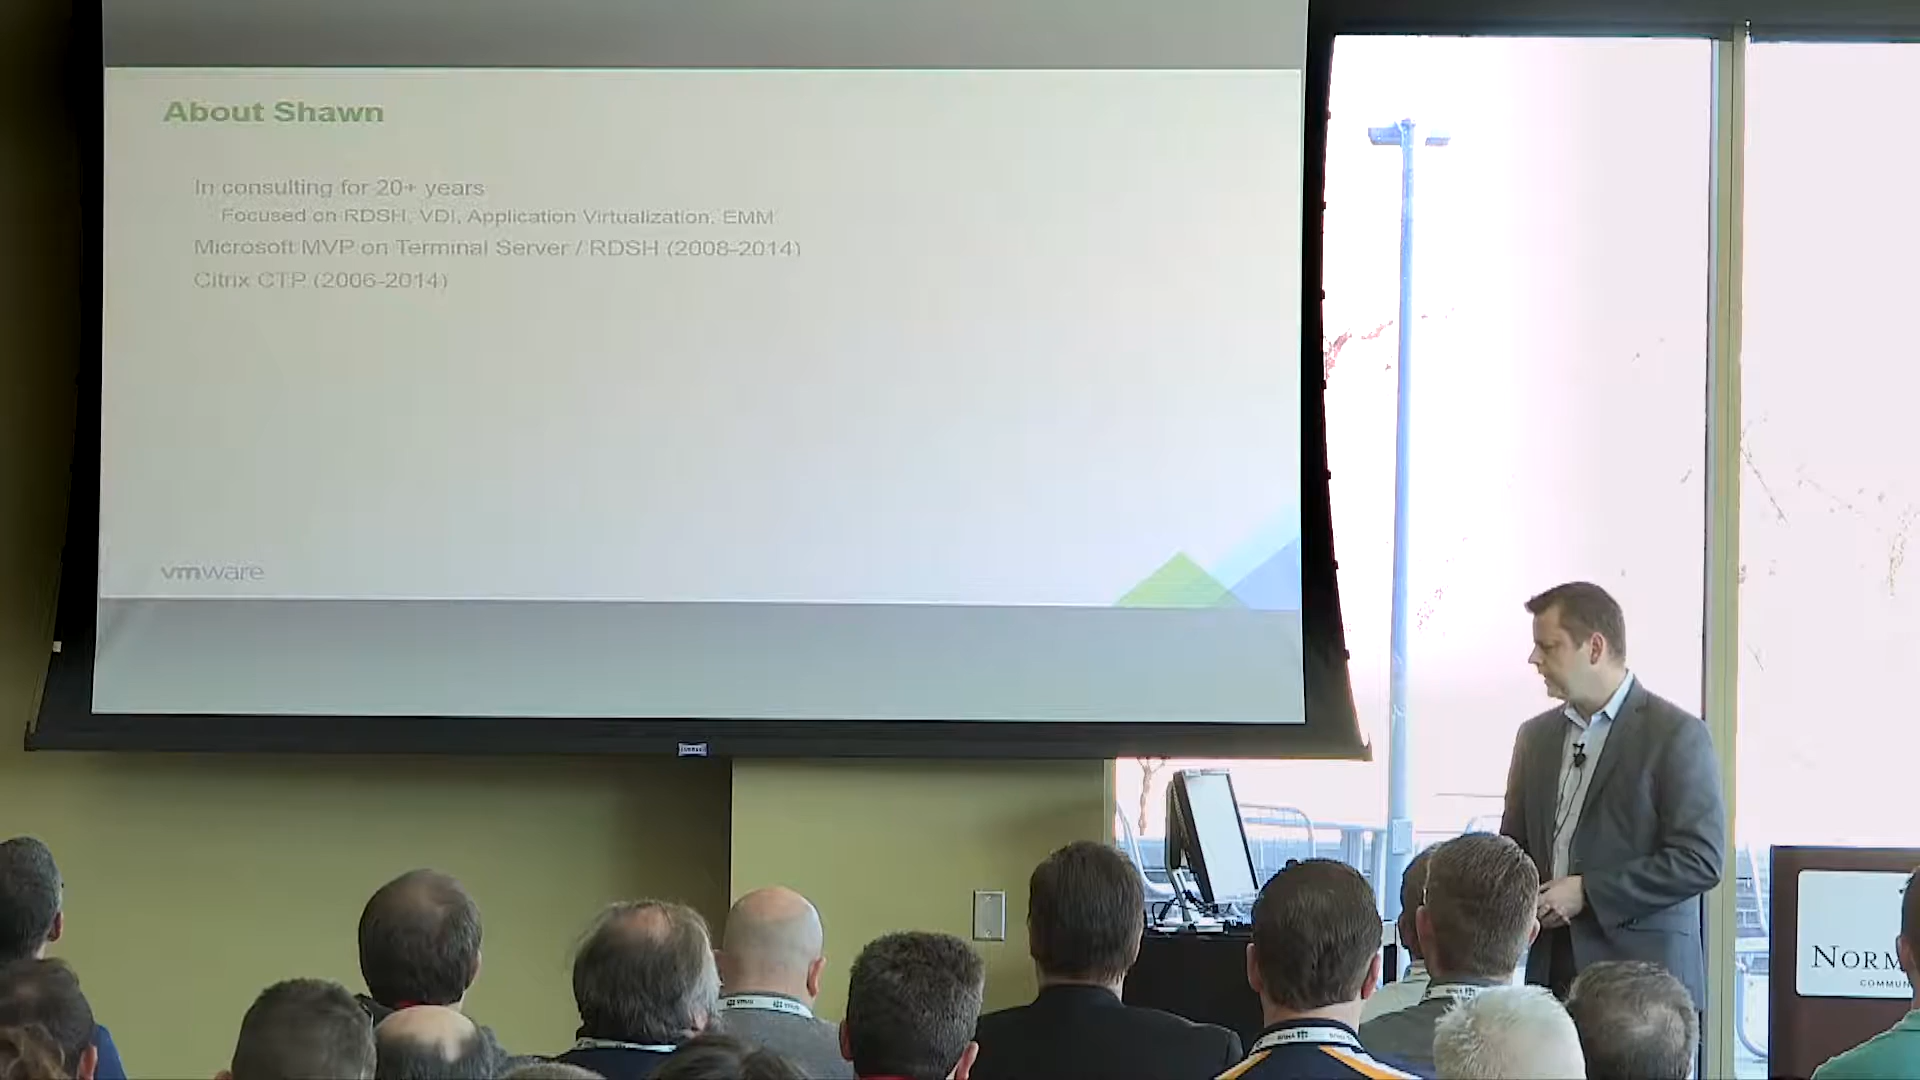 About Shawn
In consulting for 20+ years
Focused on RDSH, VDI, Application Virtualization, EMM
Microsoft MVP on Terminal Server / RDSH (2008-2014)
Citrix CTP (2006-2014)
vmware
NORM
COMMUN